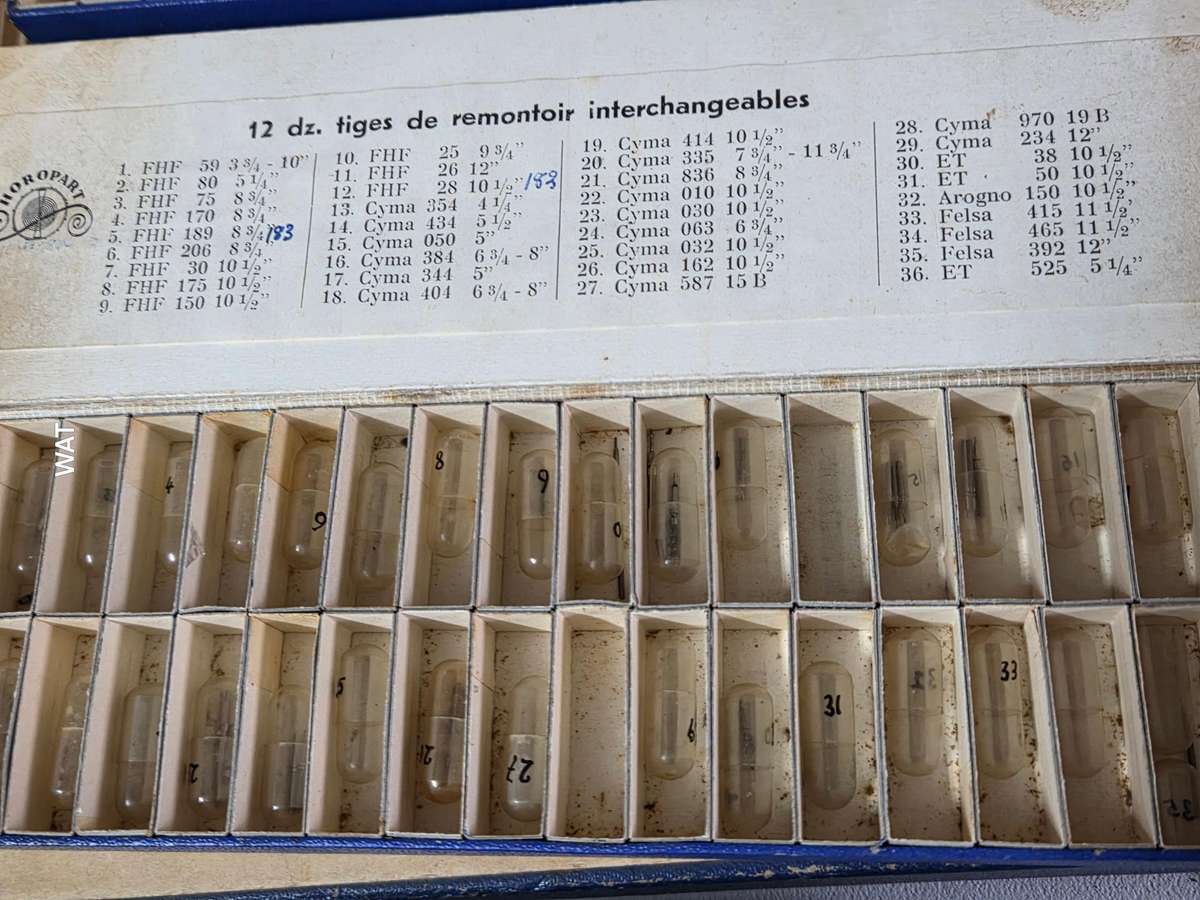 HOROPART
12 dz. tiges de remontoir interchangeables
1. FHF 59 3 ¾ - 10”
2. FHF 80 5 ¼”
3. FHF 75 8 ¾”
4. FHF 170 8 ¾”
5. FHF 189 8 ¾” 183
6. FHF 206 8 ¾”
7. FHF 30 10 ½”
8. FHF 175 10 ½”
9. FHF 150 10 ½”
10. FHF 25 9 ¾”
11. FHF 26 12”
12. FHF 28 10 ½” 183
13. Cyma 354 4 ¼”
14. Cyma 434 5 ½
15. Cyma 050 5”
16. Cyma 384 6 ¾ - 8”
17. Cyma 344 5”
18. Cyma 404 6 ¾ - 8”
19. Cyma 414 10 ½”
20. Cyma 335 7 ¾ - 11 ¾”
21. Cyma 836 8 ¾”
22. Cyma 010 10 ½”
23. Cyma 030 10 ½”
24. Cyma 063 6 ¾”
25. Cyma 032 10 ½”
26. Cyma 162 10 ½”
27. Cyma 587 15 B
28. Cyma 970 19 B
29. Cyma 234 12”
30. ET 38 10 ½”
31. ET 50 10 ½”
32. Arogno 150 10 ½”
33. Felsa 415 11 ½”
34. Felsa 465 11 ½”
35. Felsa 392 12”
36. ET 525 5 ¼”
WAT
4
9
8
9
0
27
31
32
33